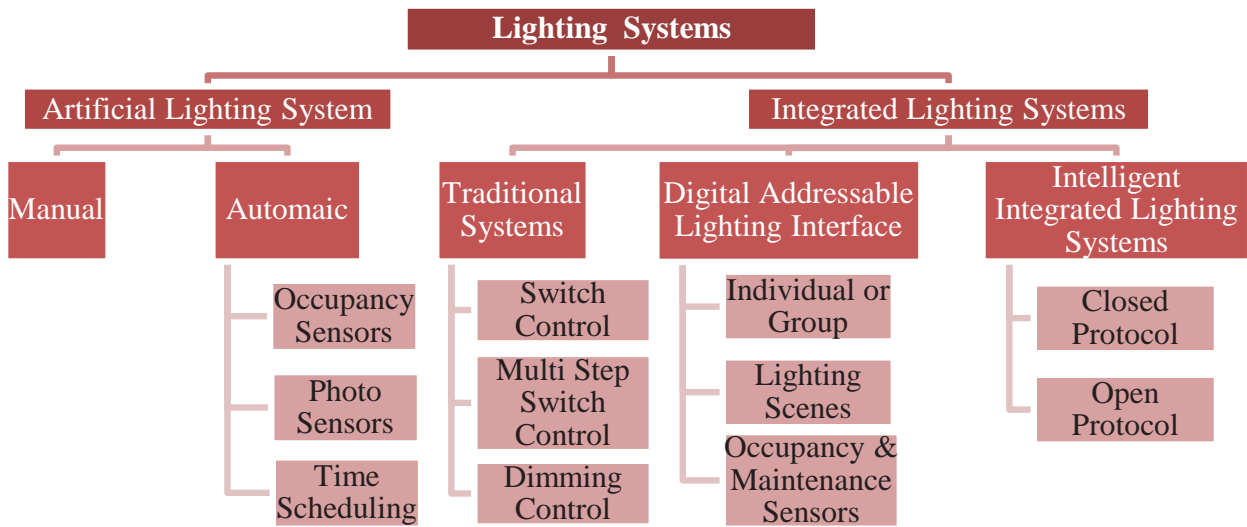 Lighting Systems
Artificial Lighting System
Integrated Lighting Systems
Manual
Automaic
Traditional
Systems
Digital Addressable
Lighting Interface
Intelligent
Integrated Lighting
Systems
Occupancy
Sensors
Photo
Sensors
Time
Scheduling
Switch
Control
Multi Step
Switch
Control
Dimming
Control
Individual or
Group
Lighting
Scenes
Occupancy &
Maintenance
Sensors
Closed
Protocol
Open
Protocol